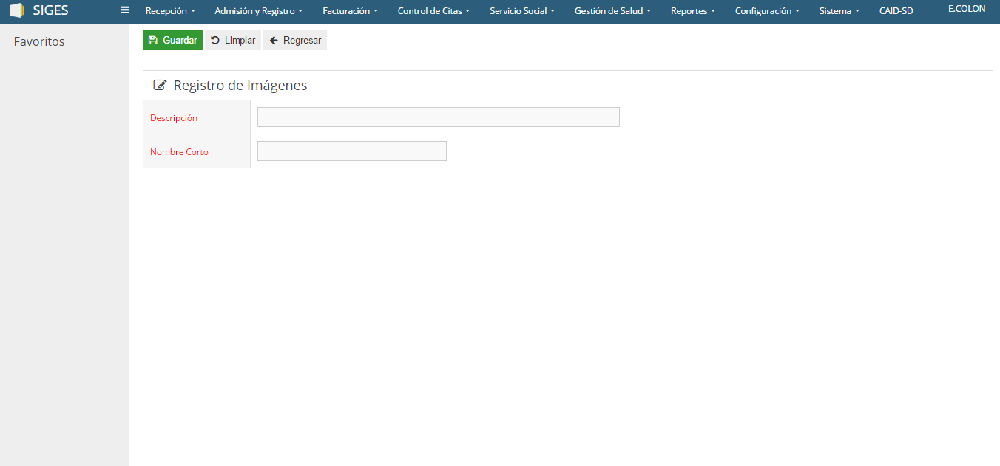 SIGES Recepción Admisión y Registro Facturación Control de Citas Servicio Social Gestión de Salud Reportes Configuración Sistema CAID-SD E.COLON
Favoritos
Guardar Limpiar Regresar
Registro de Imágenes
Descripción
Nombre Corto